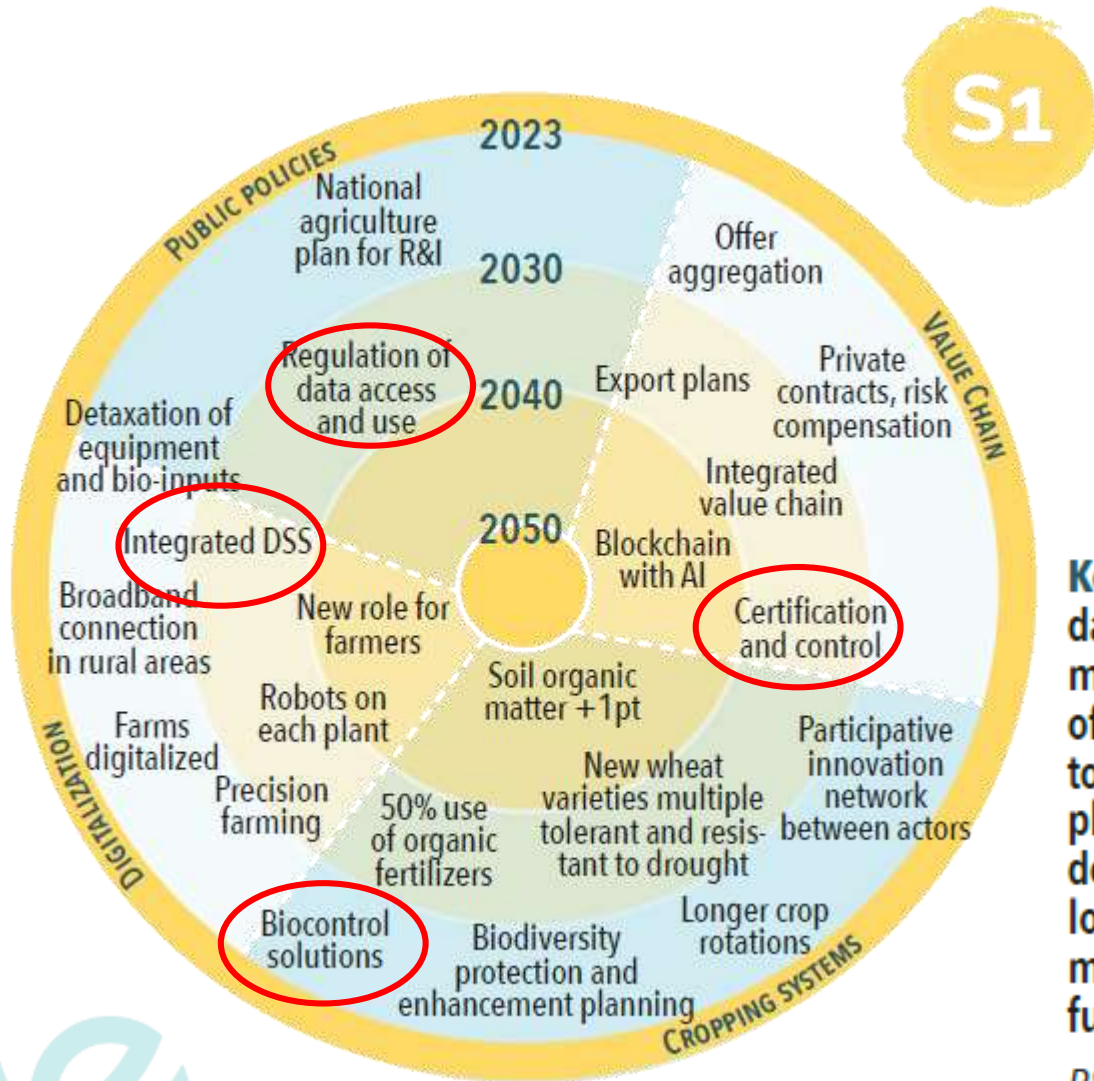 S1
2023
PUBLIC POLICIES
National
agriculture
plan for R&I
2030
Regulation of
data access
and use
2040
Detaxation of
equipment
and bio-inputs
2050
Offer
aggregation
VALUE CHAIN
Export plans
Private
contracts, risk
compensation
Integrated
value chain
Blockchain
with AI
Certification
and control
Integrated DSS
Broadband
connection
in rural areas
New role for
farmers
Farms
digitalized
Robots on
each plant
Precision
farming
DIGITALIZATION
Soil organic
matter +1pt
50% use
of organic
fertilizers
New wheat
varieties multiple
tolerant and resis-
tant to drought
Participative
innovation
network
between actors
Biocontrol
solutions
Biodiversity
protection and
enhancement planning
Longer crop
rotations
CROPPING SYSTEMS